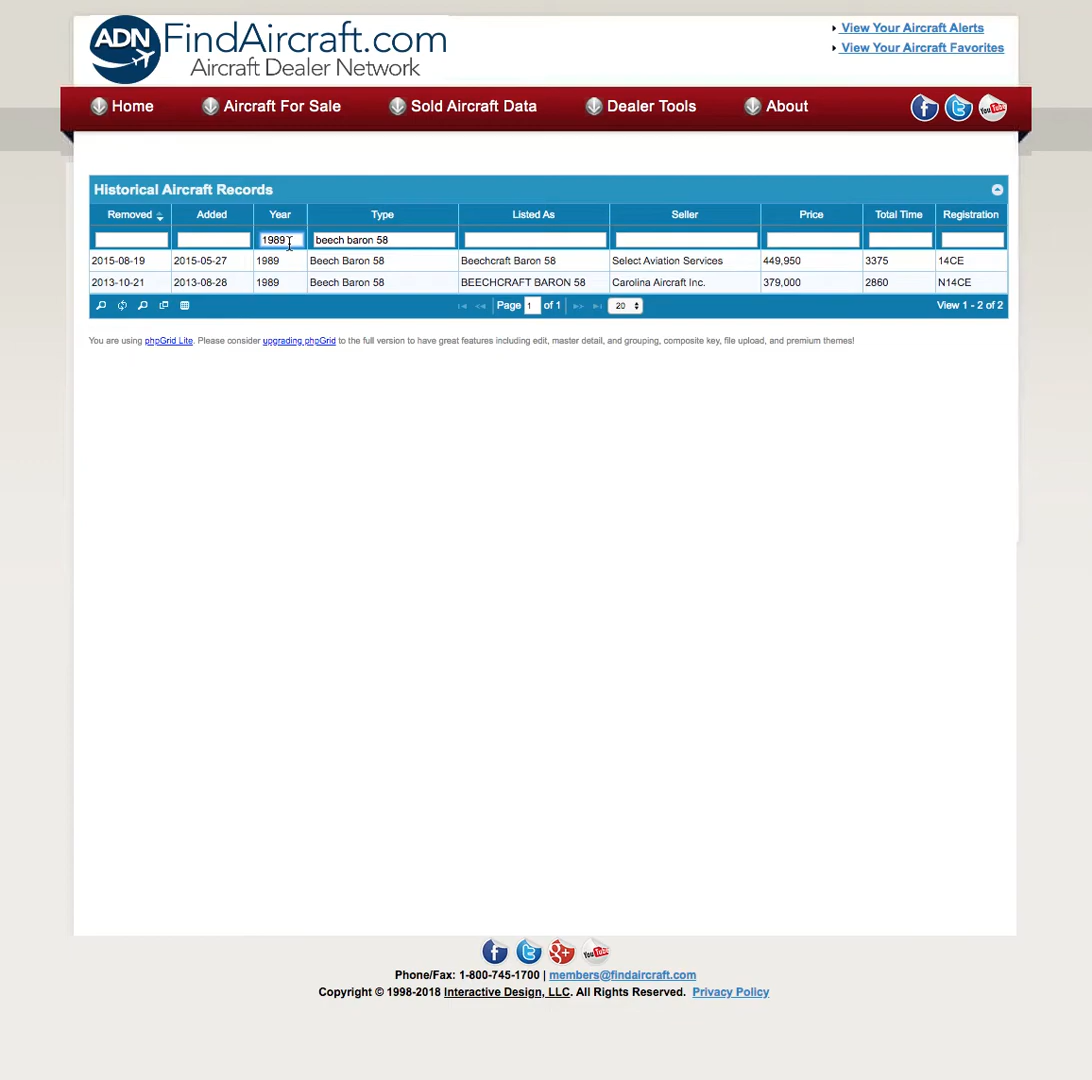 ADN FindAircraft.com
Aircraft Dealer Network
View Your Aircraft Alerts
View Your Aircraft Favorites
Home Aircraft For Sale Sold Aircraft Data Dealer Tools About f t You Tube
Historical Aircraft Records
Removed Added Year Type Listed As Seller Price Total Time Registration
1989 beech baron 58
2015-08-19 2015-05-27 1989 Beech Baron 58 Beechcraft Baron 58 Select Aviation Services 449,950 3375 14CE
2013-10-21 2013-08-28 1989 Beech Baron 58 BEECHCRAFT BARON 58 Carolina Aircraft Inc. 379,000 2860 N14CE
Page 1 of 1 20 View 1 - 2 of 2
You are using phpGrid Lite. Please consider upgrading phpGrid to the full version to have great features including edit, master detail, and grouping, composite key, file upload, and premium themes!
f t g+ You Tube
Phone/Fax: 1-800-745-1700 | members@findaircraft.com
Copyright © 1998-2018 Interactive Design, LLC. All Rights Reserved. Privacy Policy